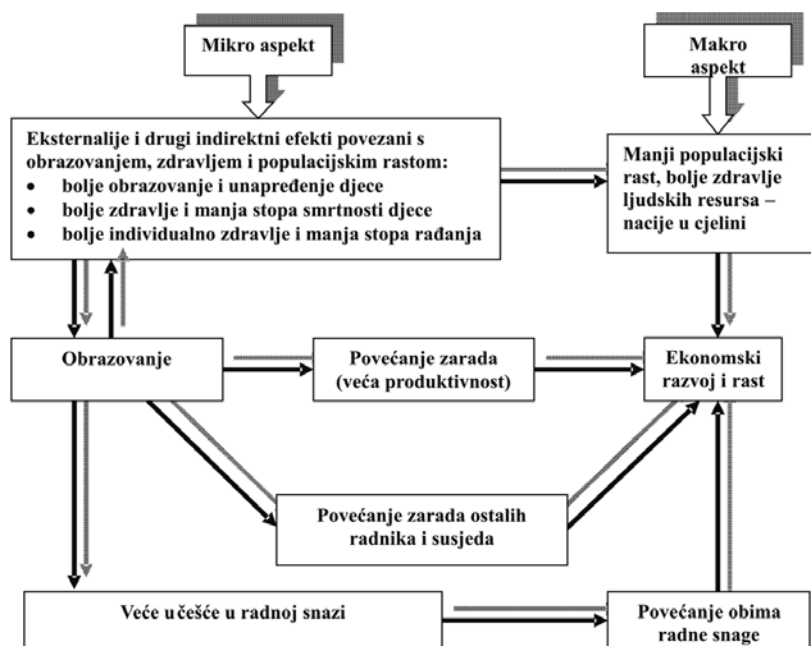 Mikro aspekt
Makro
aspekt
Eksternalije i drugi indirektni efekti povezani s
obrazovanjem, zdravljem i populacijskim rastom:
• bolje obrazovanje i unapređenje djece
• bolje zdravlje i manja stopa smrtnosti djece
• bolje individualno zdravlje i manja stopa rađanja
Manji populacijski
rast, bolje zdravlje
ljudskih resursa –
nacije u cjelini
Obrazovanje
Povećanje zarada
(veća produktivnost)
Ekonomski
razvoj i rast
Povećanje zarada ostalih
radnika i susjeda
Veće učešće u radnoj snazi
Povećanje obima
radne snage